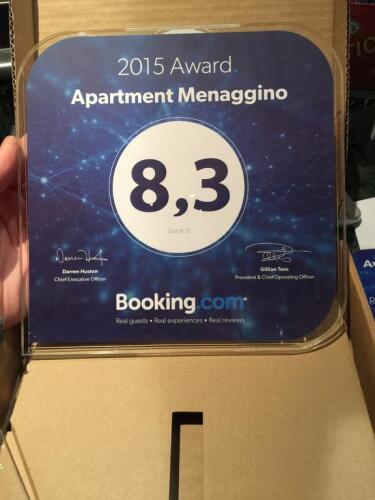 2015 Award
Apartment Menaggino
8,3
Out of 10
Darren Huston
Chief Executive Officer
Gillian Tans
President & Chief Operating Officer
Booking.com
Real guests • Real experiences • Real reviews